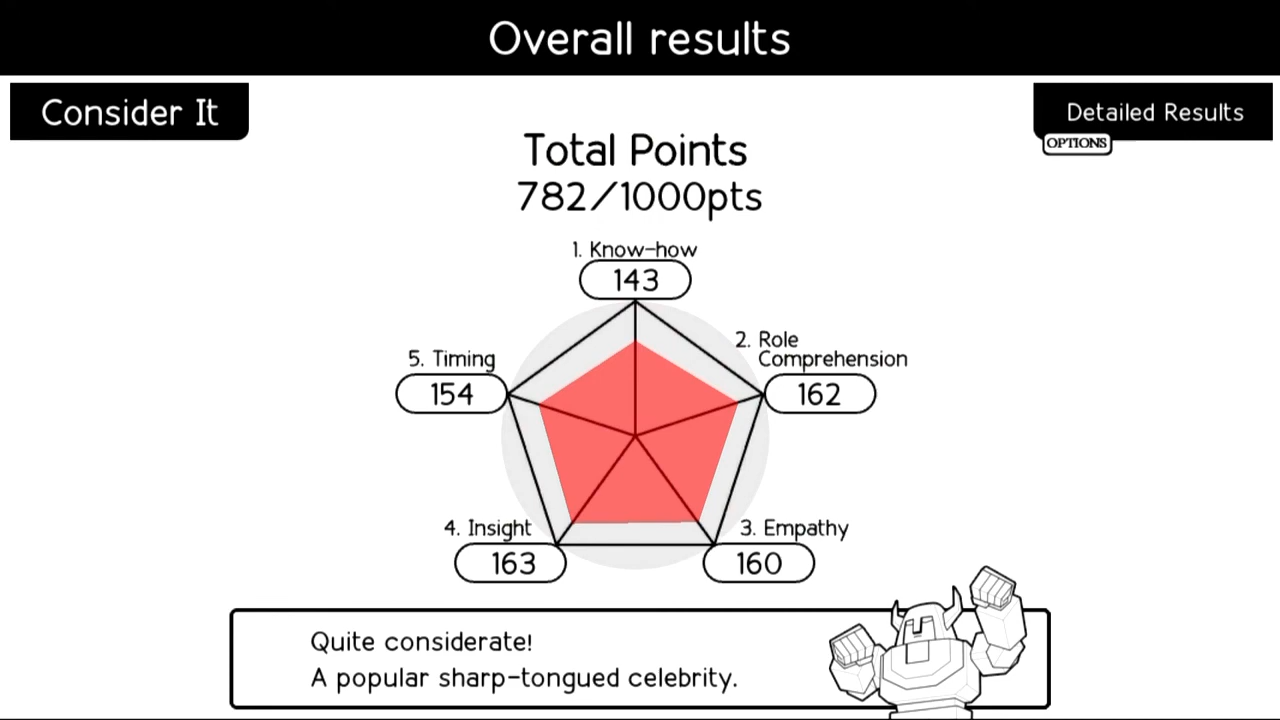 Overall results
Consider It
Detailed Results
OPTIONS
Total Points
782/1000pts
1. Know-how
143
2. Role
Comprehension
162
5. Timing
154
4. Insight
163
3. Empathy
160
Quite considerate!
A popular sharp-tongued celebrity.